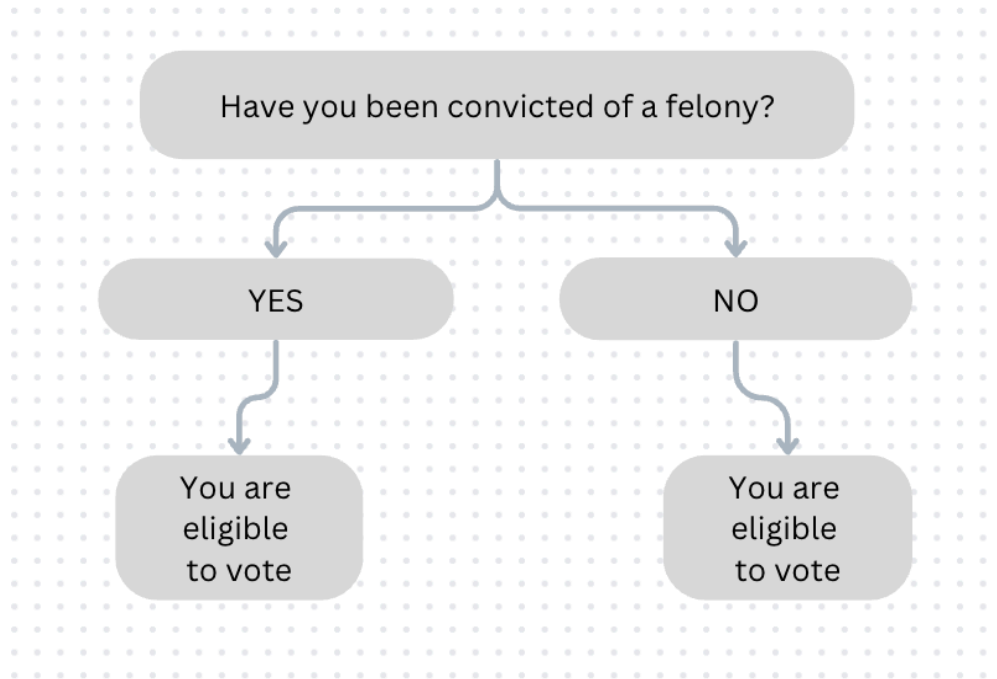 Have you been convicted of a felony?
YES
NO
You are
eligible
to vote
You are
eligible
to vote